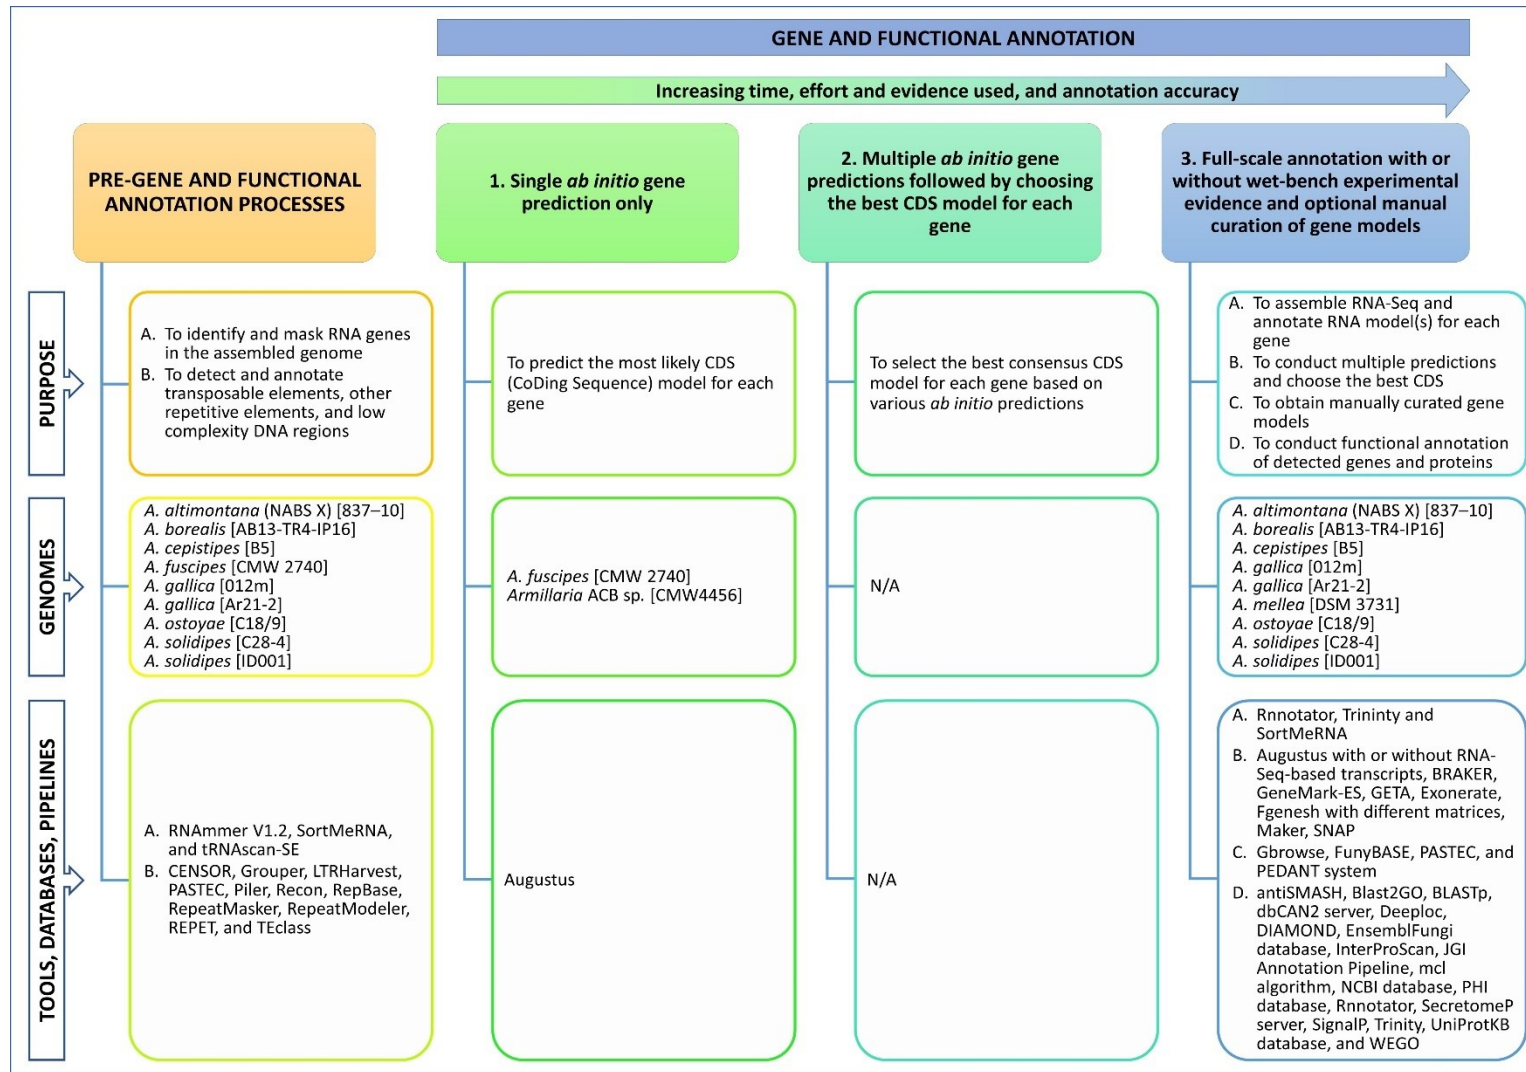 GENE AND FUNCTIONAL ANNOTATION
Increasing time, effort and evidence used, and annotation accuracy
PRE-GENE AND FUNCTIONAL
ANNOTATION PROCESSES
1. Single ab initio gene
prediction only
2. Multiple ab initio gene
predictions followed by choosing
the best CDS model for each
gene
3. Full-scale annotation with or
without wet-bench experimental
evidence and optional manual
curation of gene models
PURPOSE
A. To identify and mask RNA genes
in the assembled genome
B. To detect and annotate
transposable elements, other
repetitive elements, and low
complexity DNA regions
To predict the most likely CDS
(CoDing Sequence) model for each
gene
To select the best consensus CDS
model for each gene based on
various ab initio predictions
A. To assemble RNA-Seq and
annotate RNA model(s) for each
gene
B. To conduct multiple predictions
and choose the best CDS
C. To obtain manually curated gene
models
D. To conduct functional annotation
of detected genes and proteins
GENOMES
A. altimontana (NABS X) [837–10]
A. borealis [AB13-TR4-IP16]
A. cepistipes [B5]
A. fuscipes [CMW 2740]
A. gallica [012m]
A. gallica [Ar21-2]
A. ostoyae [C18/9]
A. solidipes [C28-4]
A. solidipes [ID001]
A. fuscipes [CMW 2740]
Armillaria ACB sp. [CMW4456]
N/A
A. altimontana (NABS X) [837–10]
A. borealis [AB13-TR4-IP16]
A. cepistipes [B5]
A. gallica [012m]
A. gallica [Ar21-2]
A. mellea [DSM 3731]
A. ostoyae [C18/9]
A. solidipes [C28-4]
A. solidipes [ID001]
TOOLS, DATABASES, PIPELINES
A. RNAmmer V1.2, SortMeRNA,
and tRNAscan-SE
B. CENSOR, Grouper, LTRHarvest,
PASTEC, Piler, Recon, RepBase,
RepeatMasker, RepeatModeler,
REPET, and TEclass
Augustus
N/A
A. Rnnotator, Trininty and
SortMeRNA
B. Augustus with or without RNA-
Seq-based transcripts, BRAKER,
GeneMark-ES, GETA, Exonerate,
Fgenesh with different matrices,
Maker, SNAP
C. Gbrowse, FunyBASE, PASTEC, and
PEDANT system
D. antiSMASH, Blast2GO, BLASTp,
dbCAN2 server, Deeploc,
DIAMOND, EnsemblFungi
database, InterProScan, JGI
Annotation Pipeline, mcl
algorithm, NCBI database, PHI
database, Rnnotator, SecretomeP
server, SignalP, Trinity, UniProtKB
database, and WEGO